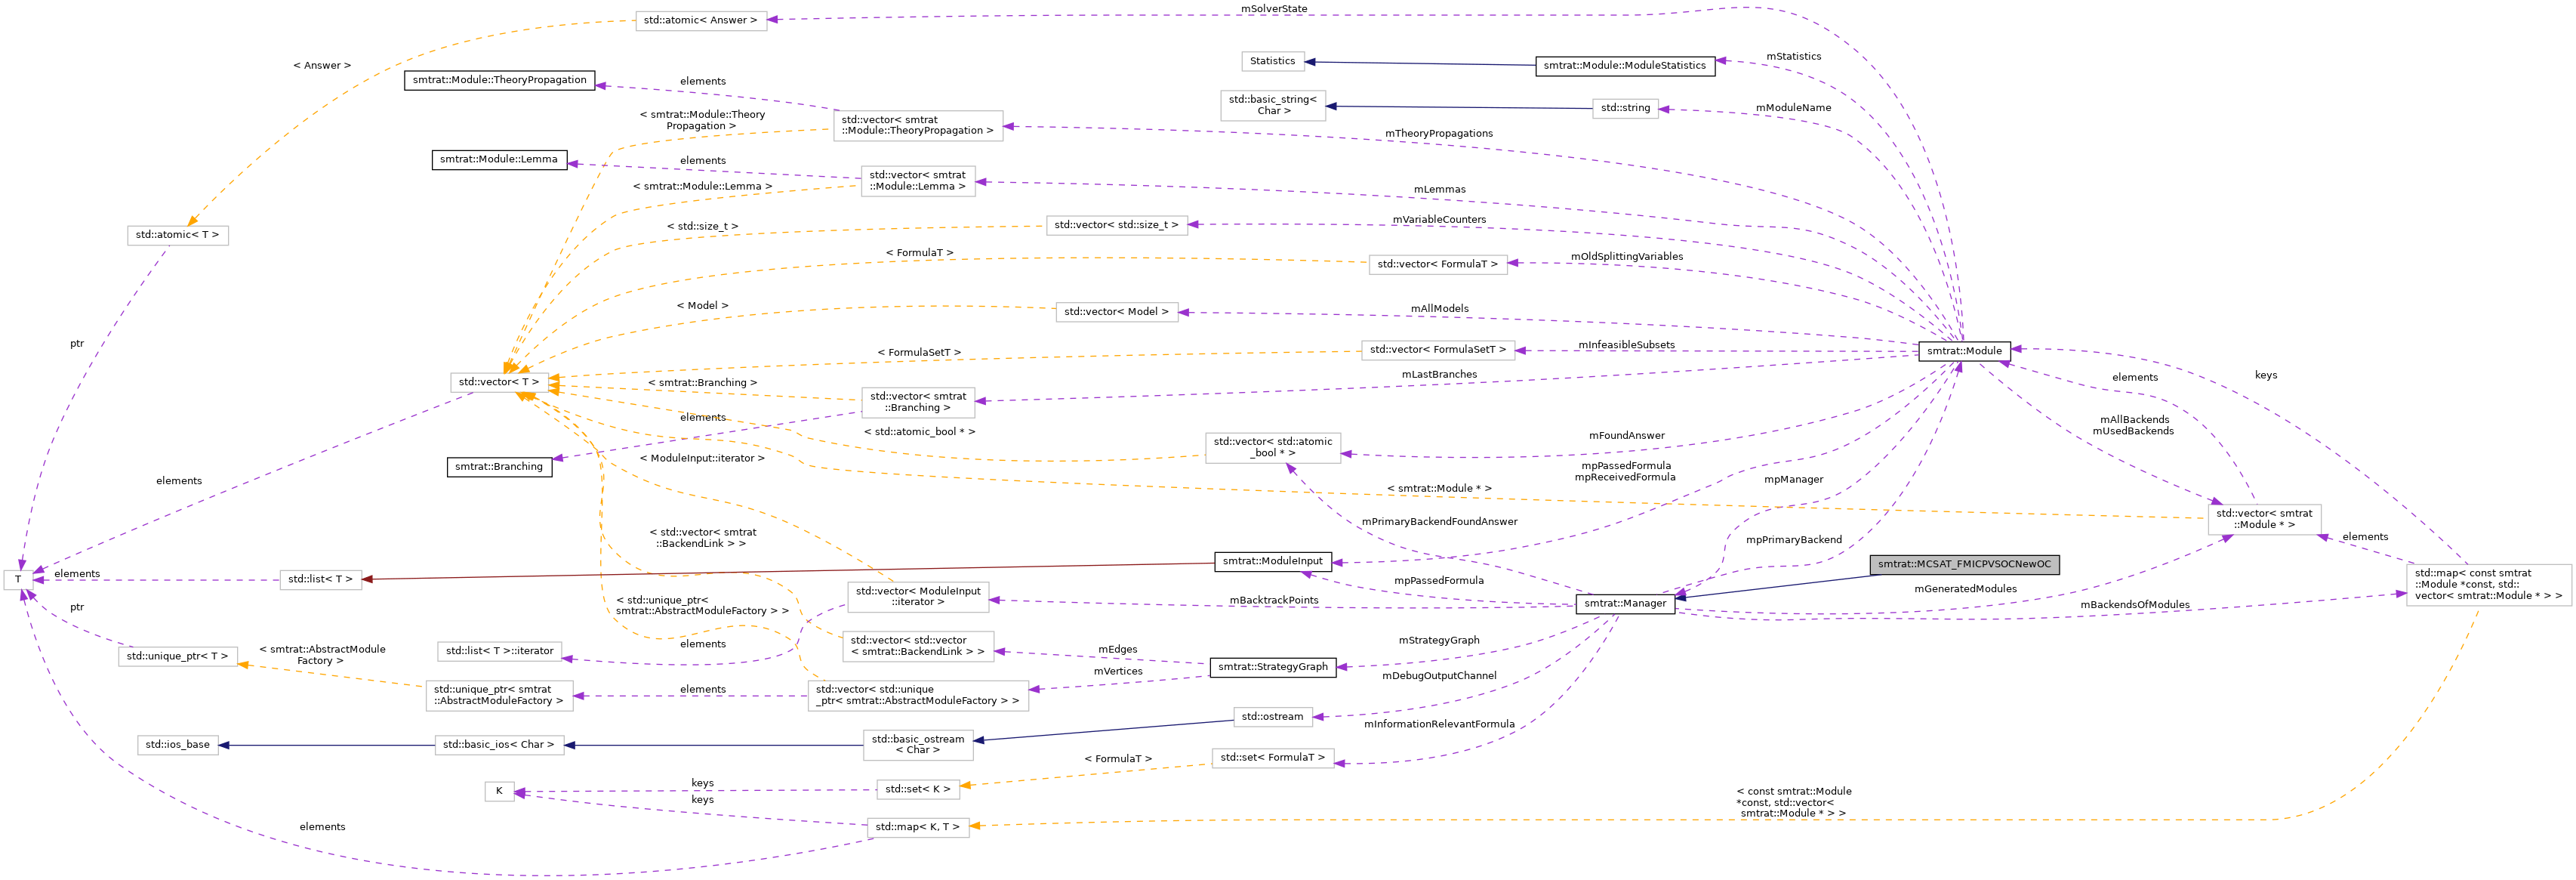 mSolverState
std::atomic< Answer >
< Answer >
mStatistics
Statistics
smtrat::Module::ModuleStatistics
smtrat::Module::TheoryPropagation
elements
std::basic_string<
Char >
std::string
mModuleName
< smtrat::Module::Theory
Propagation >
std::vector< smtrat
::Module::TheoryPropagation >
mTheoryPropagations
smtrat::Module::Lemma
elements
std::vector< smtrat
::Module::Lemma >
< smtrat::Module::Lemma >
mLemmas
std::atomic< T >
< std::size_t >
std::vector< std::size_t >
mVariableCounters
< FormulaT >
std::vector< FormulaT >
mOldSplittingVariables
< Model >
std::vector< Model >
mAllModels
ptr
< FormulaSetT >
std::vector< FormulaSetT >
mInfeasibleSubsets
smtrat::Module
std::vector< T >
< smtrat::Branching >
std::vector< smtrat
::Branching >
mLastBranches
elements
keys
elements
< std::atomic_bool * >
std::vector< std::atomic
_bool * >
mFoundAnswer
mAllBackends
mUsedBackends
smtrat::Branching
< ModuleInput::iterator >
mpPassedFormula
mpReceivedFormula
mpManager
elements
< smtrat::Module * >
std::vector< smtrat
::Module * >
mPrimaryBackendFoundAnswer
< std::vector< smtrat
::BackendLink > >
mpPrimaryBackend
elements
smtrat::ModuleInput
smtrat::MCSAT_FMICPVSOCNewOC
T
elements
std::list< T >
mpPassedFormula
mGeneratedModules
std::map< const smtrat
::Module *const, std::
vector< smtrat::Module * > >
std::vector< ModuleInput
::iterator >
mBacktrackPoints
smtrat::Manager
mBackendsOfModules
ptr
< std::unique_ptr<
smtrat::AbstractModuleFactory > >
std::unique_ptr< T >
< smtrat::AbstractModule
Factory >
std::list< T >::iterator
elements
std::vector< std::vector
< smtrat::BackendLink > >
mEdges
mStrategyGraph
smtrat::StrategyGraph
mVertices
mDebugOutputChannel
std::unique_ptr< smtrat
::AbstractModuleFactory >
elements
std::vector< std::unique
_ptr< smtrat::AbstractModuleFactory > >
std::ostream
mInformationRelevantFormula
std::ios_base
std::basic_ios< Char >
std::basic_ostream
< Char >
< FormulaT >
std::set< FormulaT >
K
keys
std::set< K >
keys
< const smtrat::Module
*const, std::vector<
smtrat::Module * > >
elements
std::map< K, T >